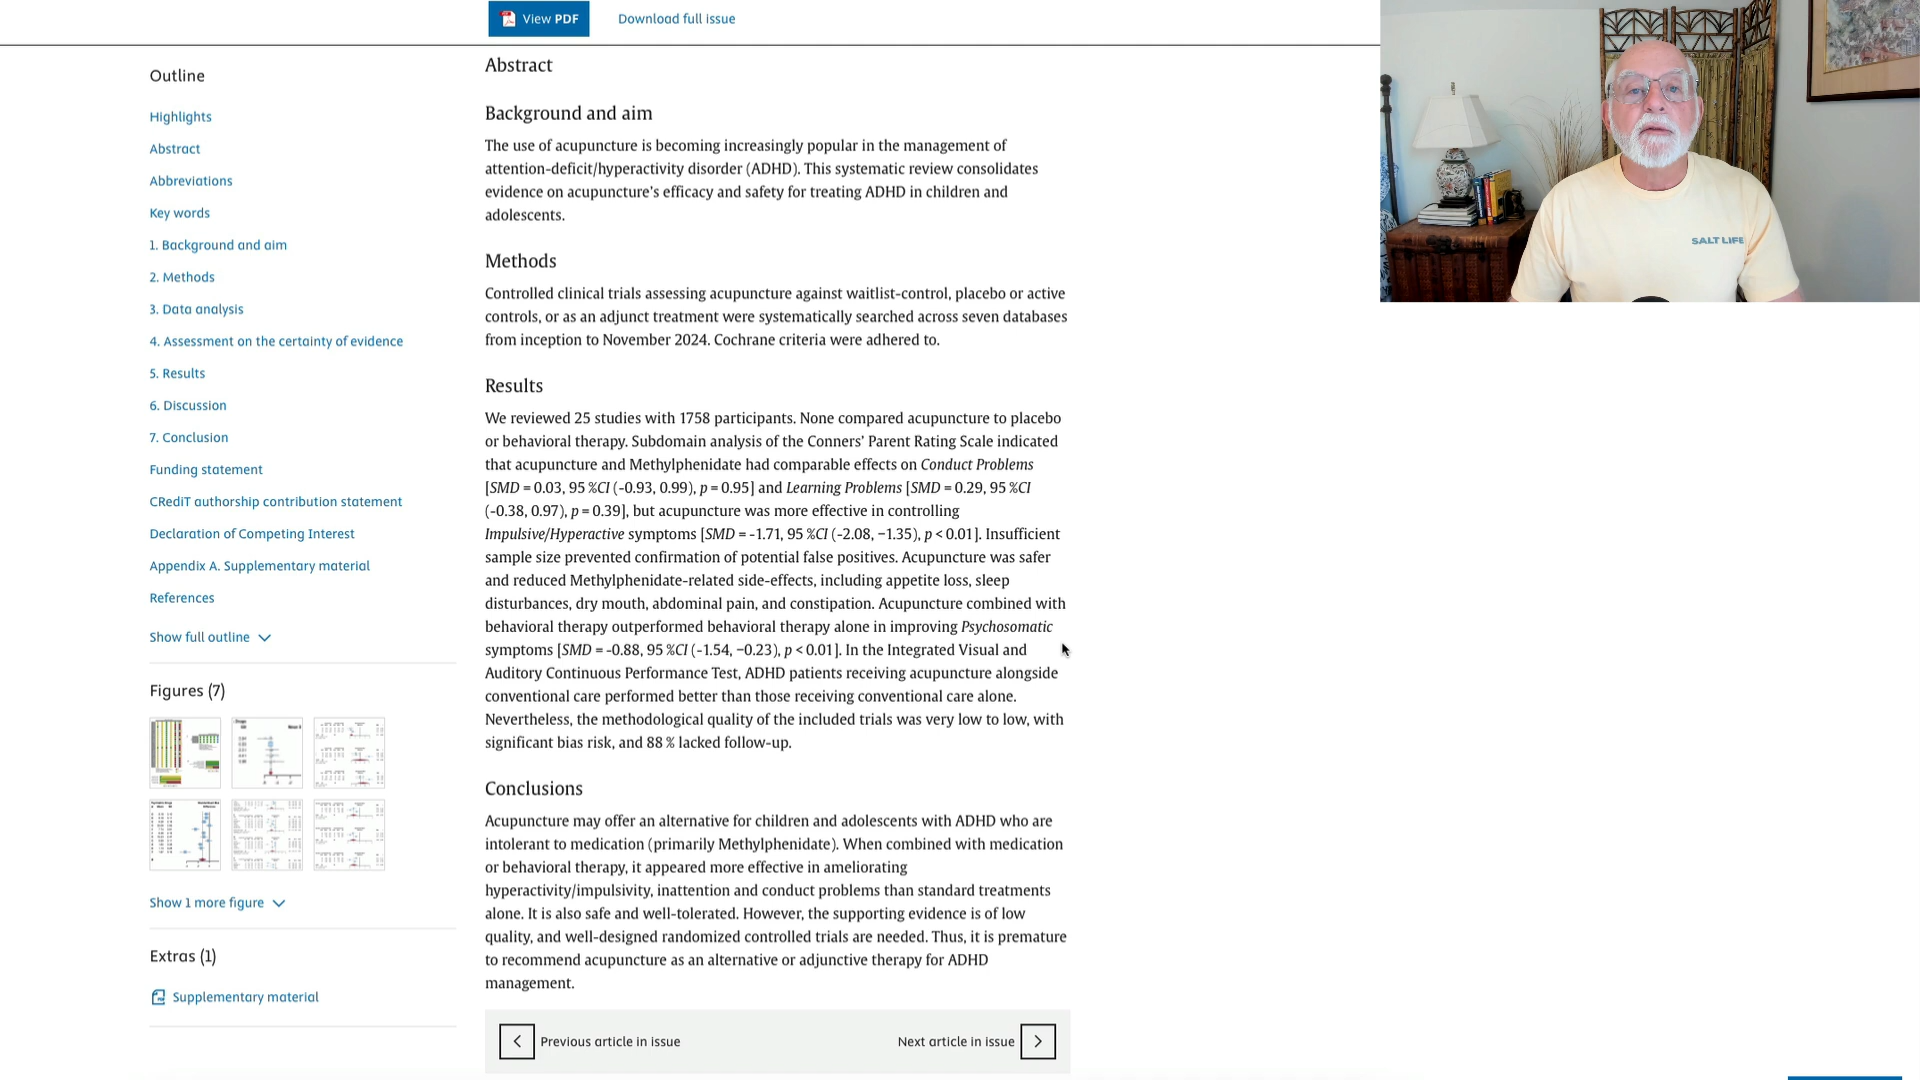 View PDF
Download full issue
Outline
Highlights
Abstract
Abbreviations
Key words
1. Background and aim
2. Methods
3. Data analysis
4. Assessment on the certainty of evidence
5. Results
6. Discussion
7. Conclusion
Funding statement
CRediT authorship contribution statement
Declaration of Competing Interest
Appendix A. Supplementary material
References
Show full outline
Figures (7)
Show 1 more figure
Extras (1)
Supplementary material
Abstract
Background and aim
The use of acupuncture is becoming increasingly popular in the management of
attention-deficit/hyperactivity disorder (ADHD). This systematic review consolidates
evidence on acupuncture's efficacy and safety for treating ADHD in children and
adolescents.
Methods
Controlled clinical trials assessing acupuncture against waitlist-control, placebo or active
controls, or as an adjunct treatment were systematically searched across seven databases
from inception to November 2024. Cochrane criteria were adhered to.
Results
We reviewed 25 studies with 1758 participants. None compared acupuncture to placebo
or behavioral therapy. Subdomain analysis of the Conners' Parent Rating Scale indicated
that acupuncture and Methylphenidate had comparable effects on Conduct Problems
[SMD = 0.03, 95 %CI (-0.93, 0.99), p = 0.95] and Learning Problems [SMD = 0.29, 95 %CI
(-0.38, 0.97), p = 0.39], but acupuncture was more effective in controlling
Impulsive/Hyperactive symptoms [SMD = -1.71, 95 %CI (-2.08, −1.35), p < 0.01]. Insufficient
sample size prevented confirmation of potential false positives. Acupuncture was safer
and reduced Methylphenidate-related side-effects, including appetite loss, sleep
disturbances, dry mouth, abdominal pain, and constipation. Acupuncture combined with
behavioral therapy outperformed behavioral therapy alone in improving Psychosomatic
symptoms [SMD = -0.88, 95 %CI (-1.54, −0.23), p < 0.01]. In the Integrated Visual and
Auditory Continuous Performance Test, ADHD patients receiving acupuncture alongside
conventional care performed better than those receiving conventional care alone.
Nevertheless, the methodological quality of the included trials was very low to low, with
significant bias risk, and 88 % lacked follow-up.
Conclusions
Acupuncture may offer an alternative for children and adolescents with ADHD who are
intolerant to medication (primarily Methylphenidate). When combined with medication
or behavioral therapy, it appeared more effective in ameliorating
hyperactivity/impulsivity, inattention and conduct problems than standard treatments
alone. It is also safe and well-tolerated. However, the supporting evidence is of low
quality, and well-designed randomized controlled trials are needed. Thus, it is premature
to recommend acupuncture as an alternative or adjunctive therapy for ADHD
management.
Previous article in issue
Next article in issue
SALT LIFE